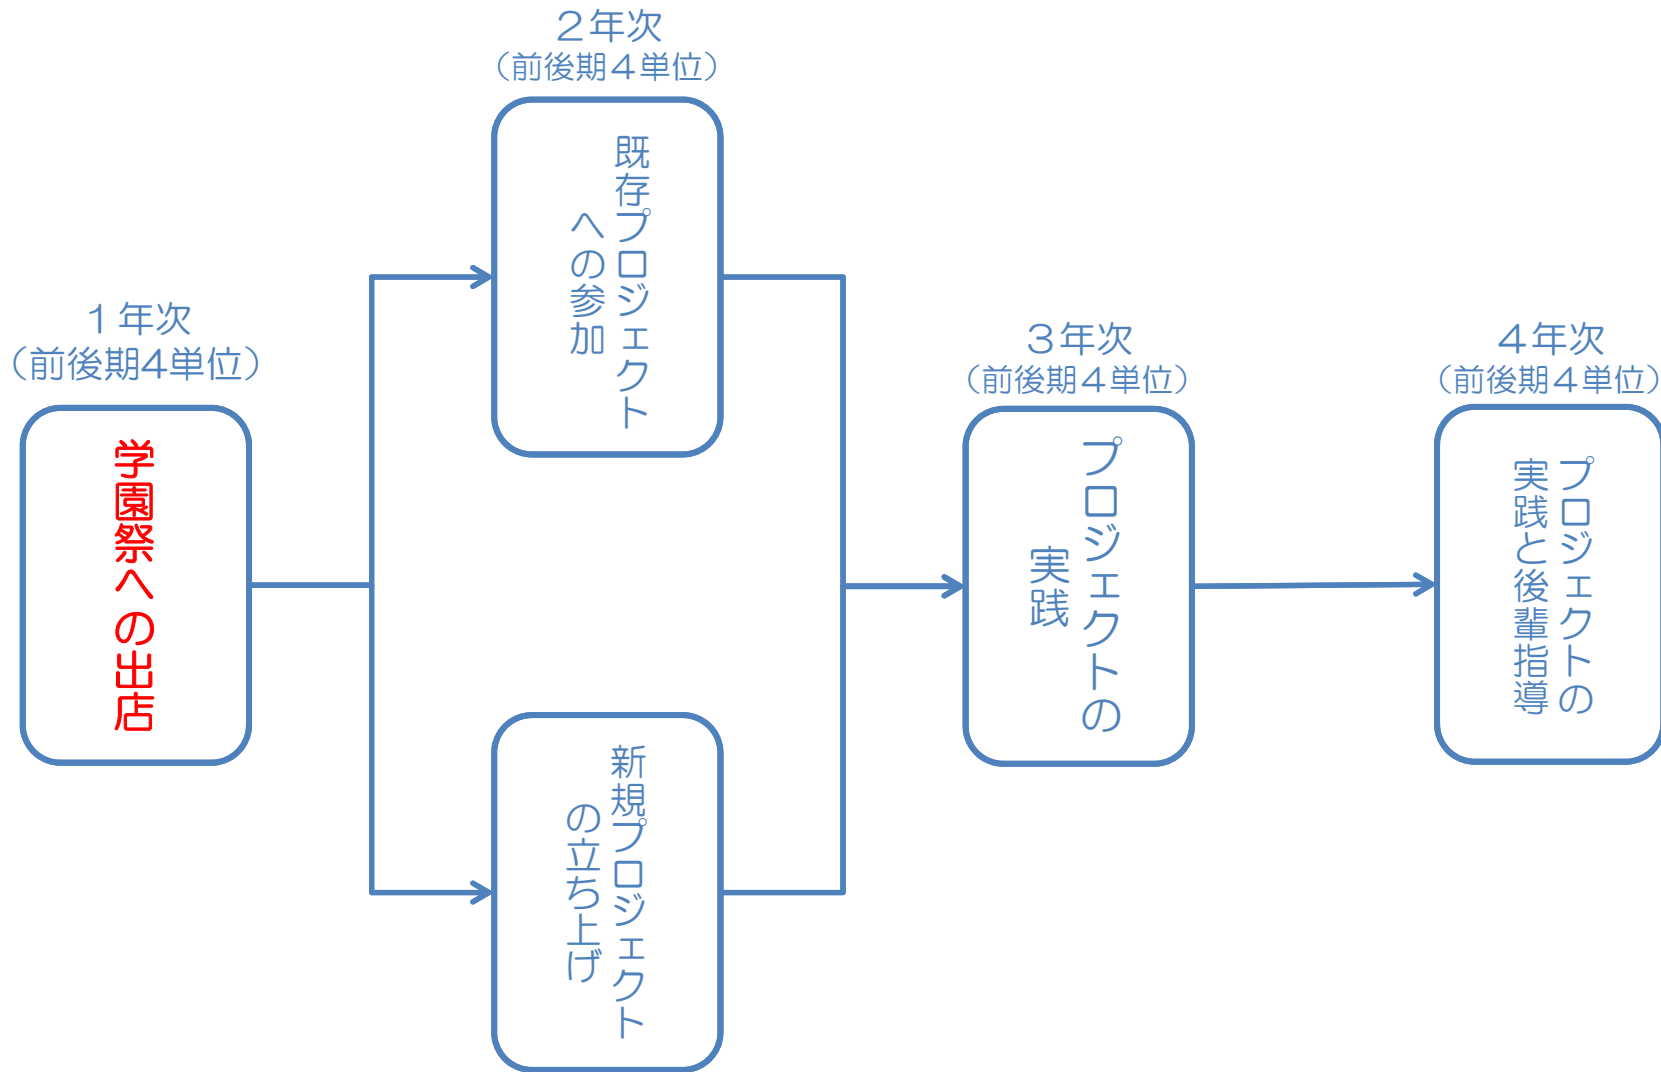 １年次
（前後期4単位）
学園祭への出店
２年次
（前後期４単位）
既存プロジェクト
への参加
新規プロジェクト
の立ち上げ
３年次
（前後期４単位）
プロジェクトの
実践
４年次
（前後期４単位）
プロジェクトの
実践と後輩指導